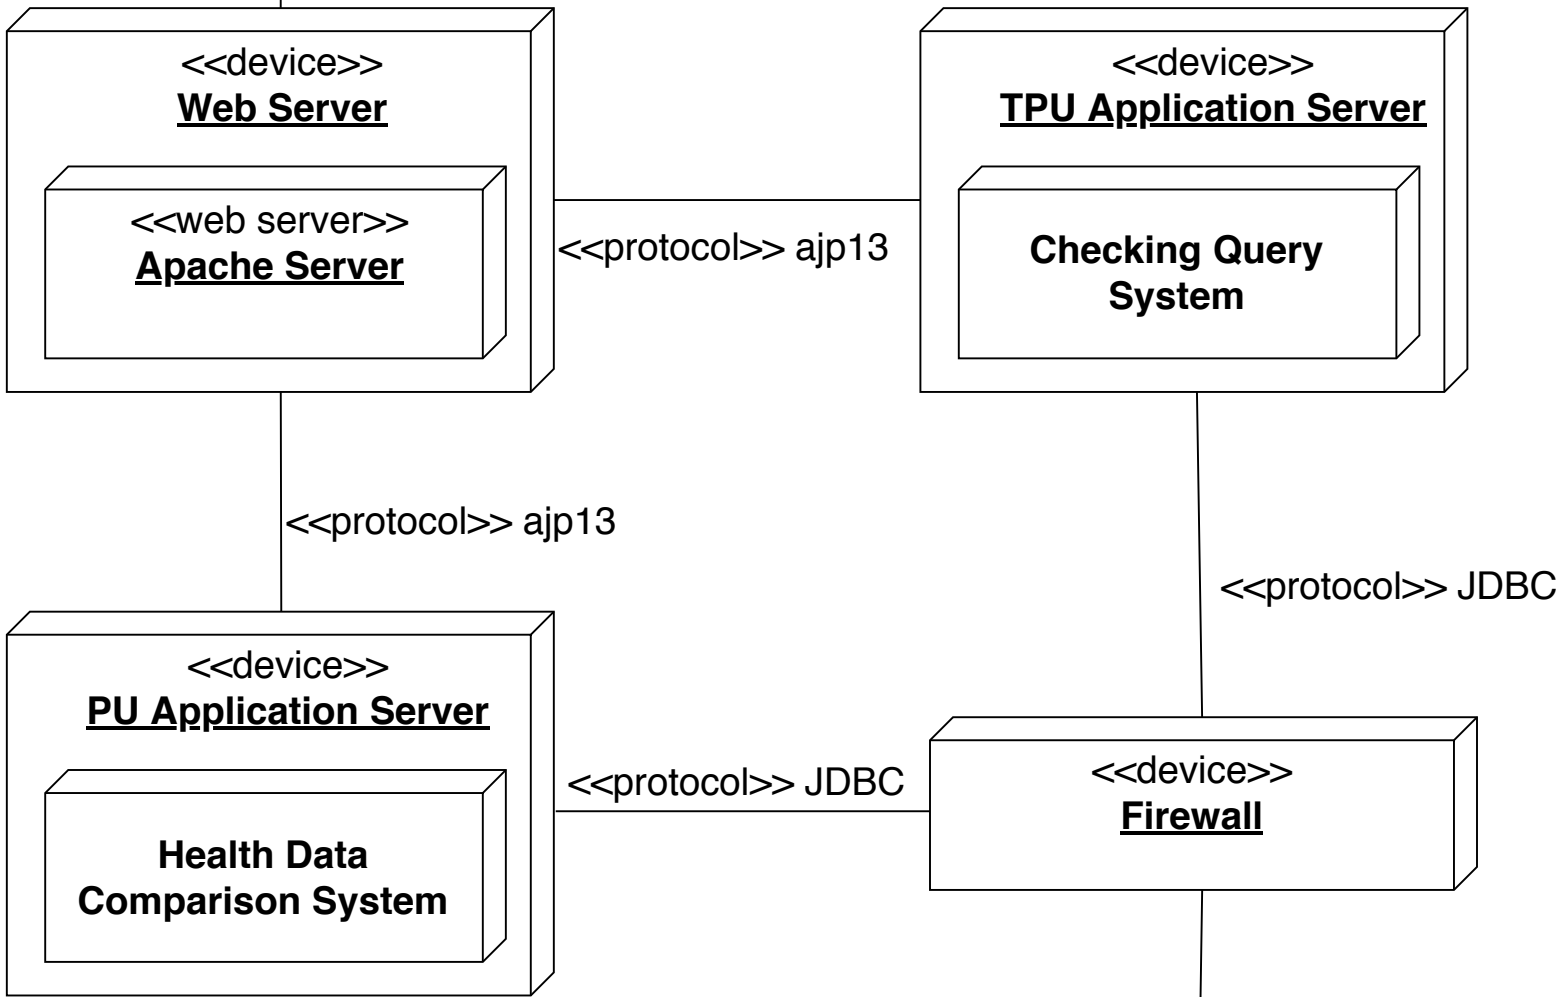 <<device>>
Web Server
<<web server>>
Apache Server
<<protocol>> ajp13
<<device>>
TPU Application Server
Checking Query
System
<<protocol>> ajp13
<<protocol>> JDBC
<<device>>
PU Application Server
Health Data
Comparison System
<<protocol>> JDBC
<<device>>
Firewall